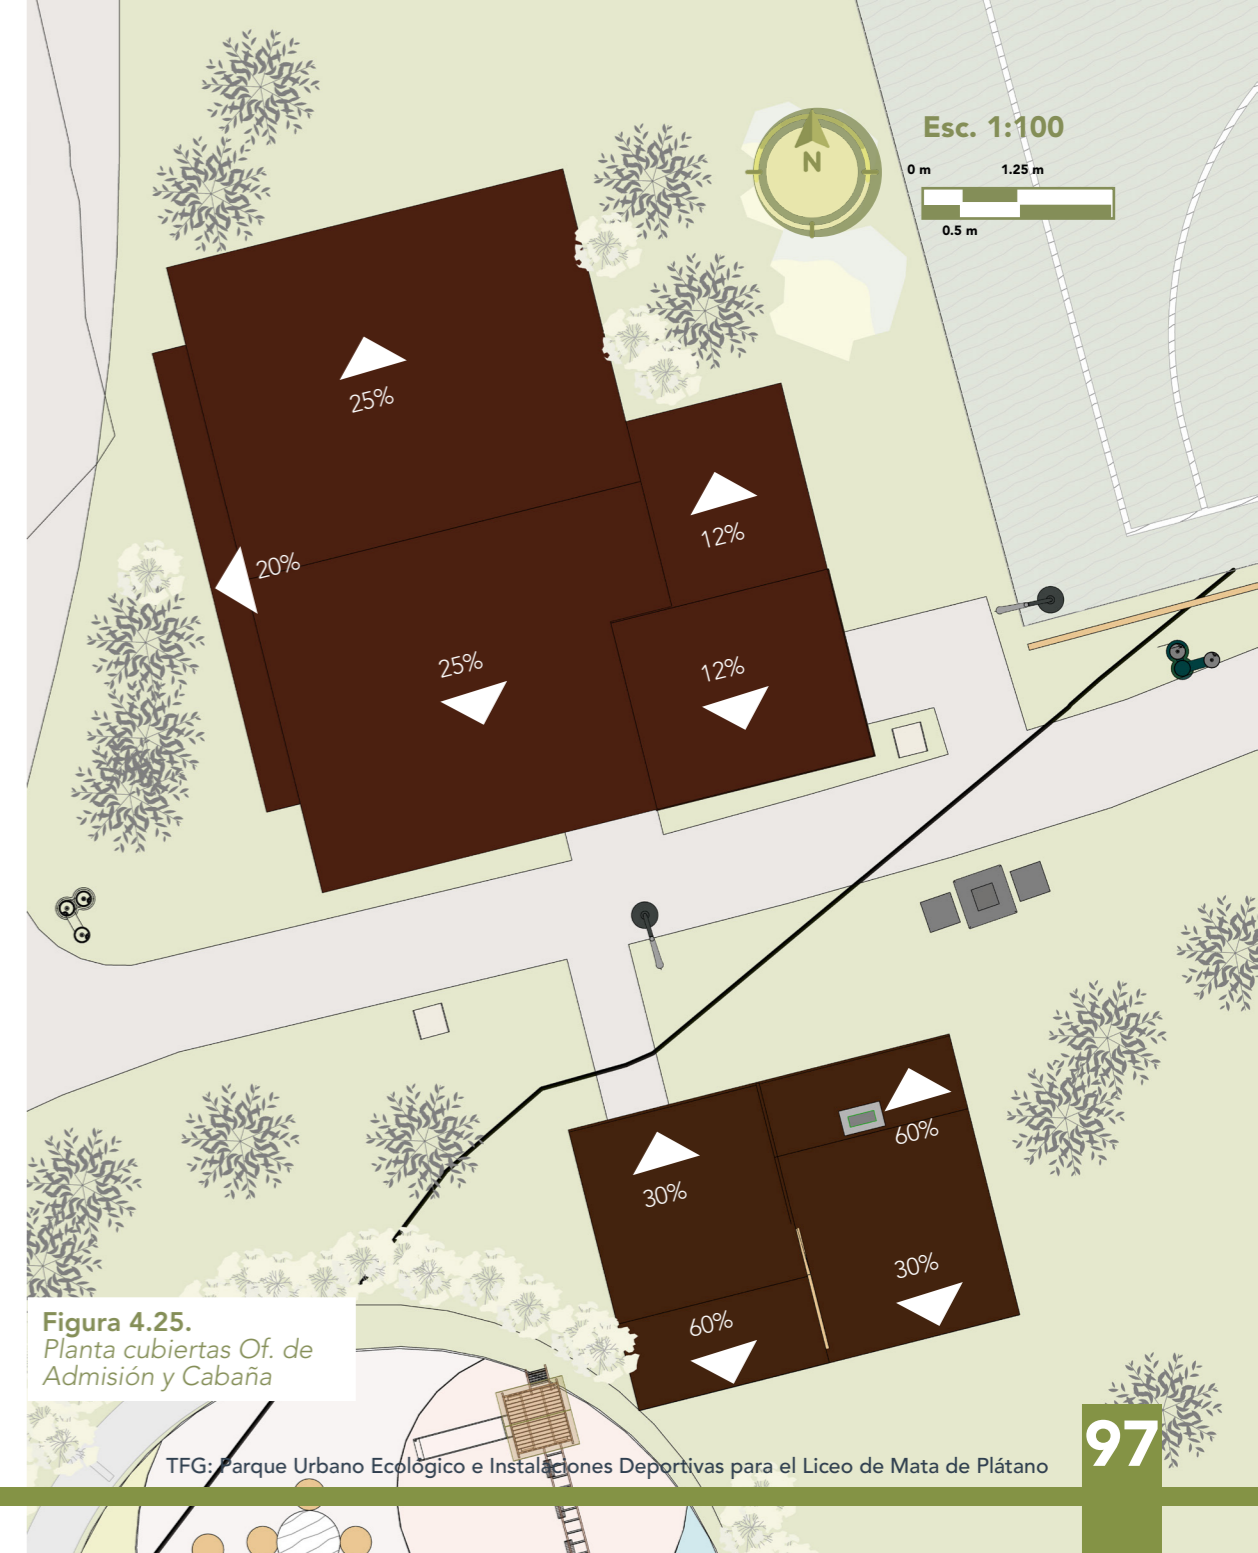 Esc. 1:100
0 m 1.25 m
0.5 m
N
25%
12%
20%
25%
12%
60%
30%
30%
60%
Figura 4.25.
Planta cubiertas Of. de
Admisión y Cabaña
97
TFG: Parque Urbano Ecológico e Instalaciones Deportivas para el Liceo de Mata de Plátano